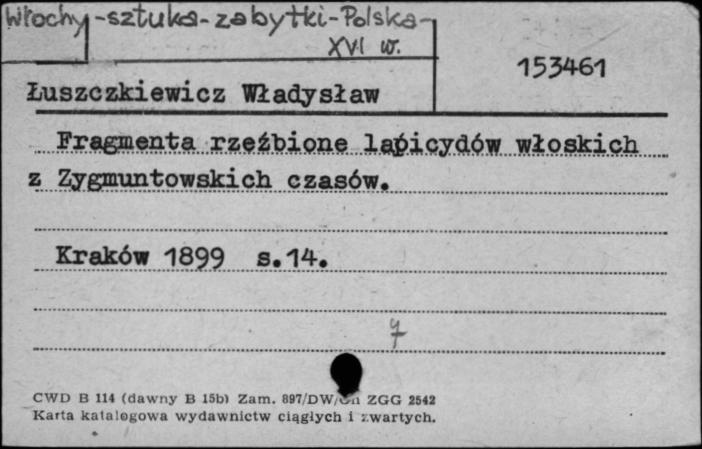 Włochy-sztuka-zabytki-Polska-
XVI w.
153461
Łuszczkiewicz Władysław
Fragmenta rzeźbione lapicydów włoskich
z Zygmuntowskich czasów.
Kraków 1899 s.14.
CWD B 114 (dawny B 15b) Zam. 897/DW/ ZGG 2542
Karta katalogowa wydawnictw ciągłych i zwartych.